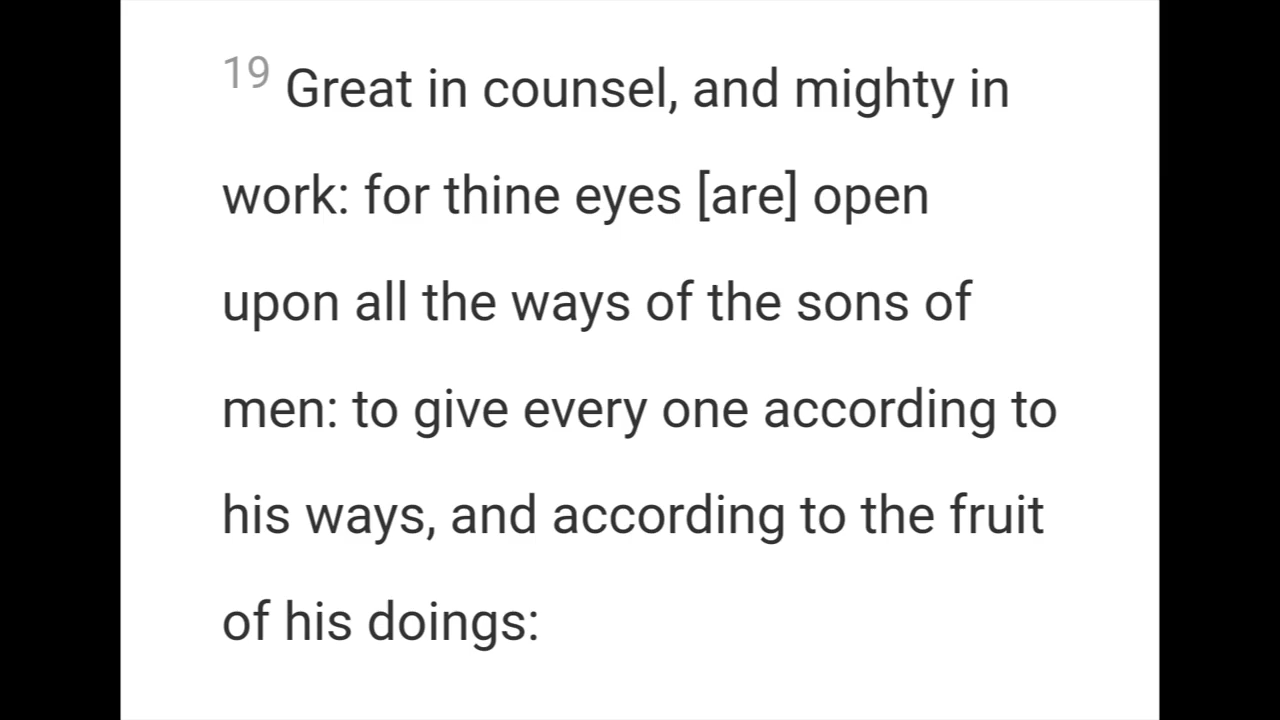 19 Great in counsel, and mighty in
work: for thine eyes [are] open
upon all the ways of the sons of
men: to give every one according to
his ways, and according to the fruit
of his doings: